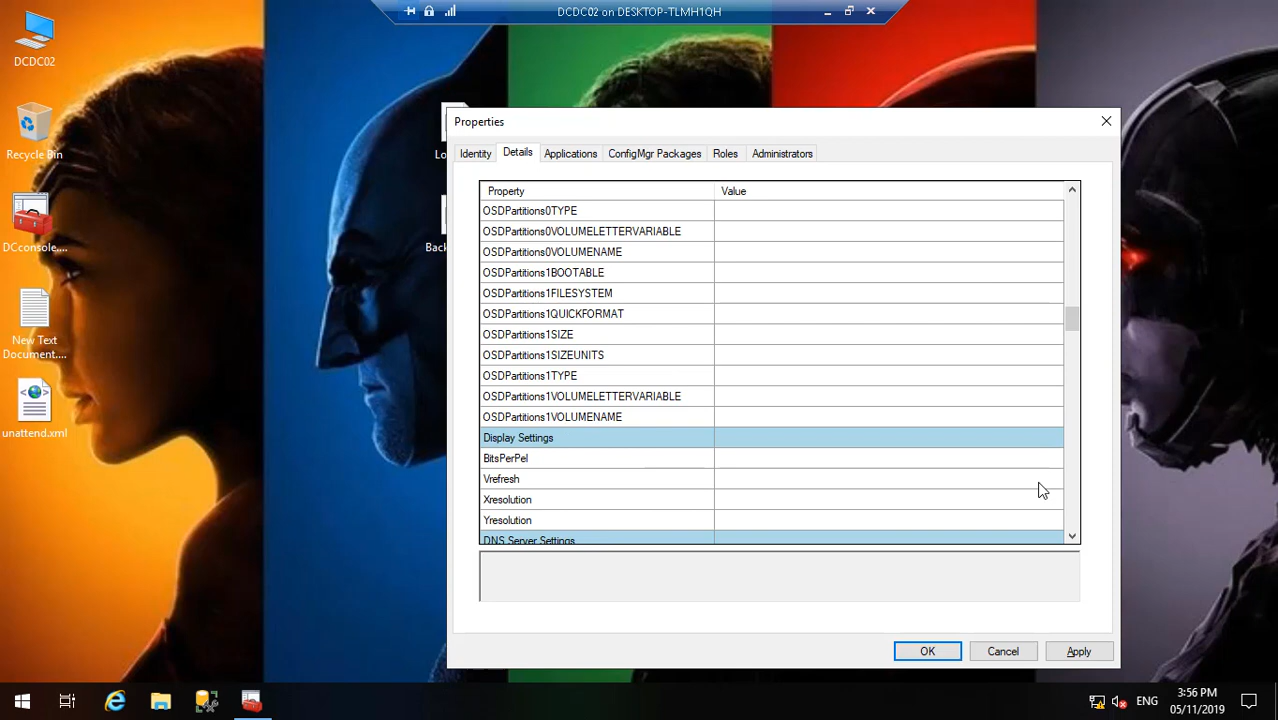 DCDC02 on DESKTOP-TLMH1QH
DCDC02
Recycle Bin
DCconsole....
New Text
Document....
unattend.xml
Lo
Back
Properties
Identity
Details
Applications
ConfigMgr Packages
Roles
Administrators
Property
Value
OSDPartitions0TYPE
OSDPartitions0VOLUMELETTERVARIABLE
OSDPartitions0VOLUMENAME
OSDPartitions1BOOTABLE
OSDPartitions1FILESYSTEM
OSDPartitions1QUICKFORMAT
OSDPartitions1SIZE
OSDPartitions1SIZEUNITS
OSDPartitions1TYPE
OSDPartitions1VOLUMELETTERVARIABLE
OSDPartitions1VOLUMENAME
Display Settings
BitsPerPel
Vrefresh
Xresolution
Yresolution
DNS Server Settings
OK
Cancel
Apply
ENG
3:56 PM
05/11/2019